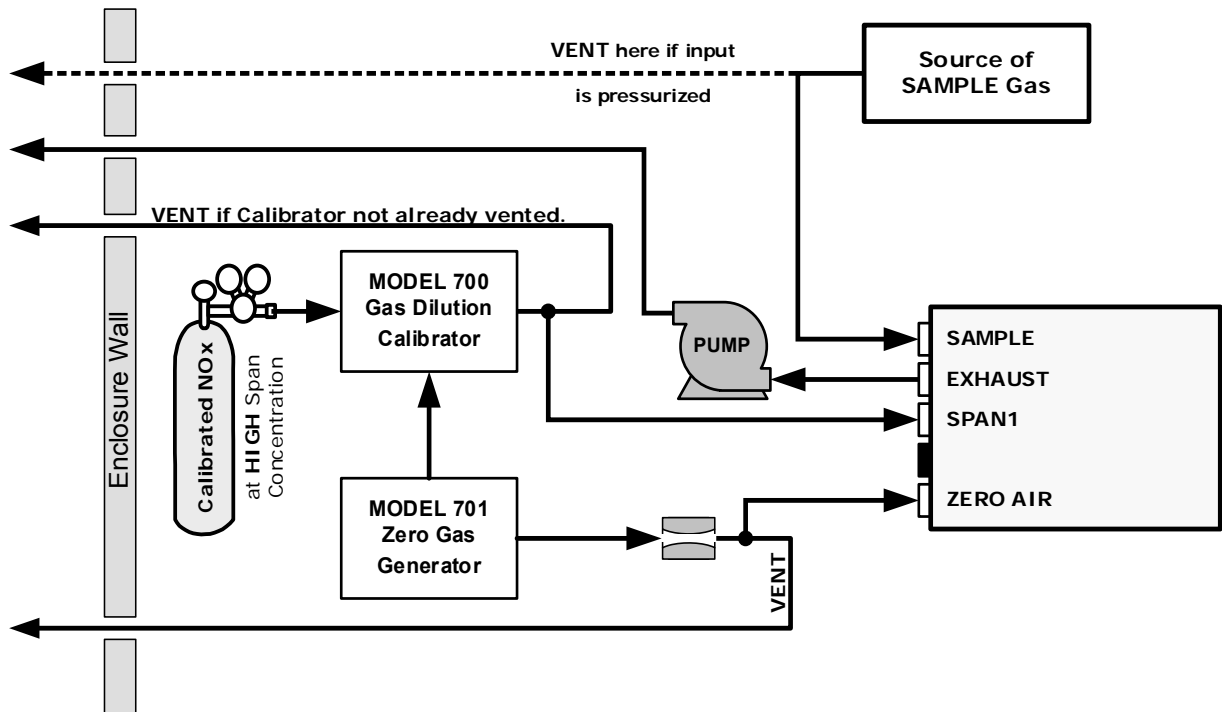 VENT here if input
is pressurized
Source of
SAMPLE Gas
VENT if Calibrator not already vented.
Enclosure Wall
Calibrated NOx
at HIGH Span
Concentration
MODEL 700
Gas Dilution
Calibrator
PUMP
SAMPLE
EXHAUST
SPAN1
ZERO AIR
MODEL 701
Zero Gas
Generator
VENT